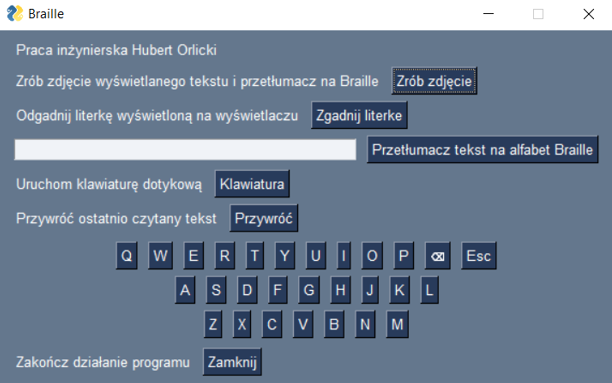 Braille
Praca inżynierska Hubert Orlicki
Zrób zdjęcie wyświetlanego tekstu i przetłumacz na Braille Zrób zdjęcie
Odgadnij literkę wyświetloną na wyświetlaczu Zgadnij literke
Przetłumacz tekst na alfabet Braille
Uruchom klawiaturę dotykową Klawiatura
Przywróć ostatnio czytany tekst Przywróć
Q W E R T Y U I O P ⌫ Esc
A S D F G H J K L
Z X C V B N M
Zakończ działanie programu Zamknij